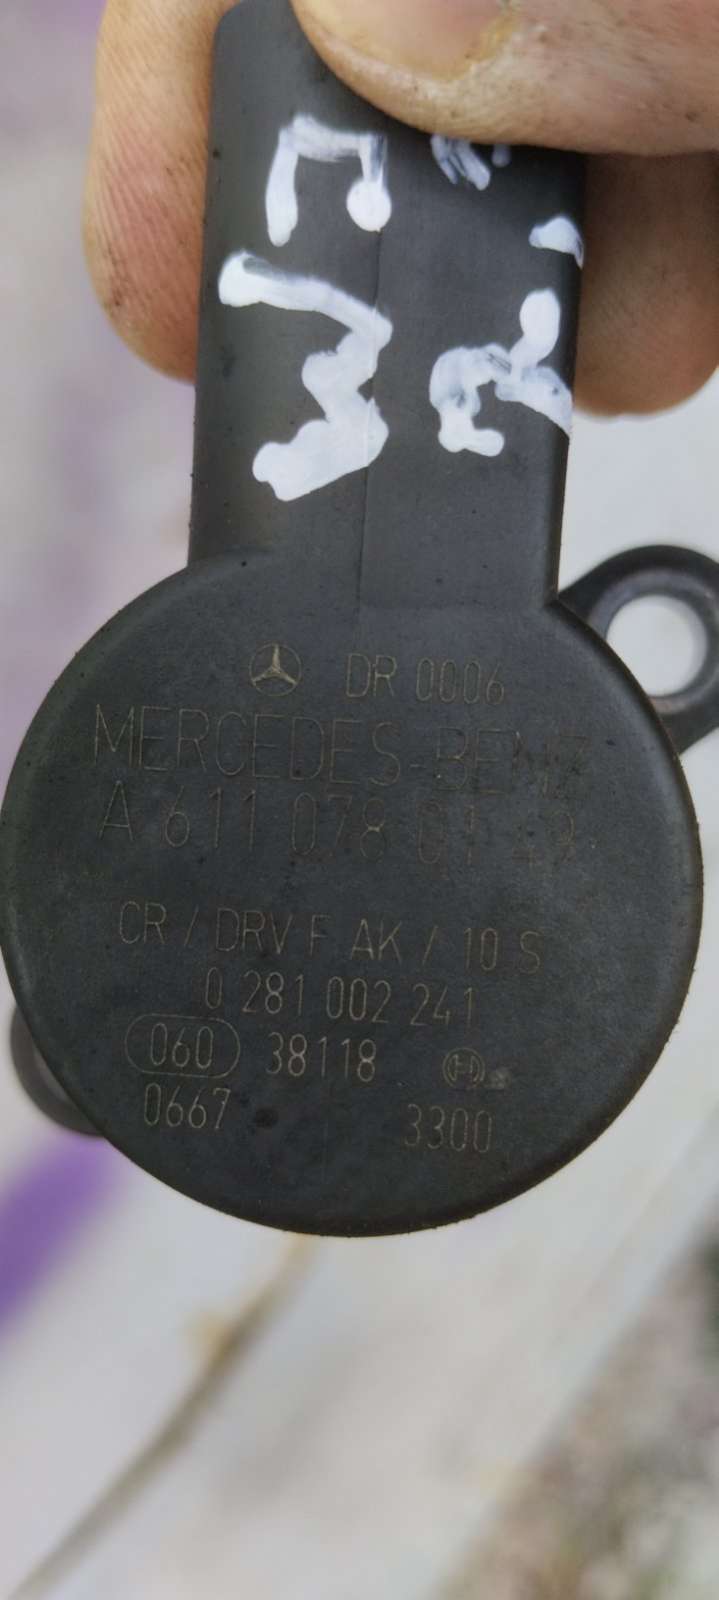 DR 0006
MERCEDES-BENZ
A 611 078 01 49
CR / DRV F AK / 10 S
0 281 002 241
060 38118
0667 3300